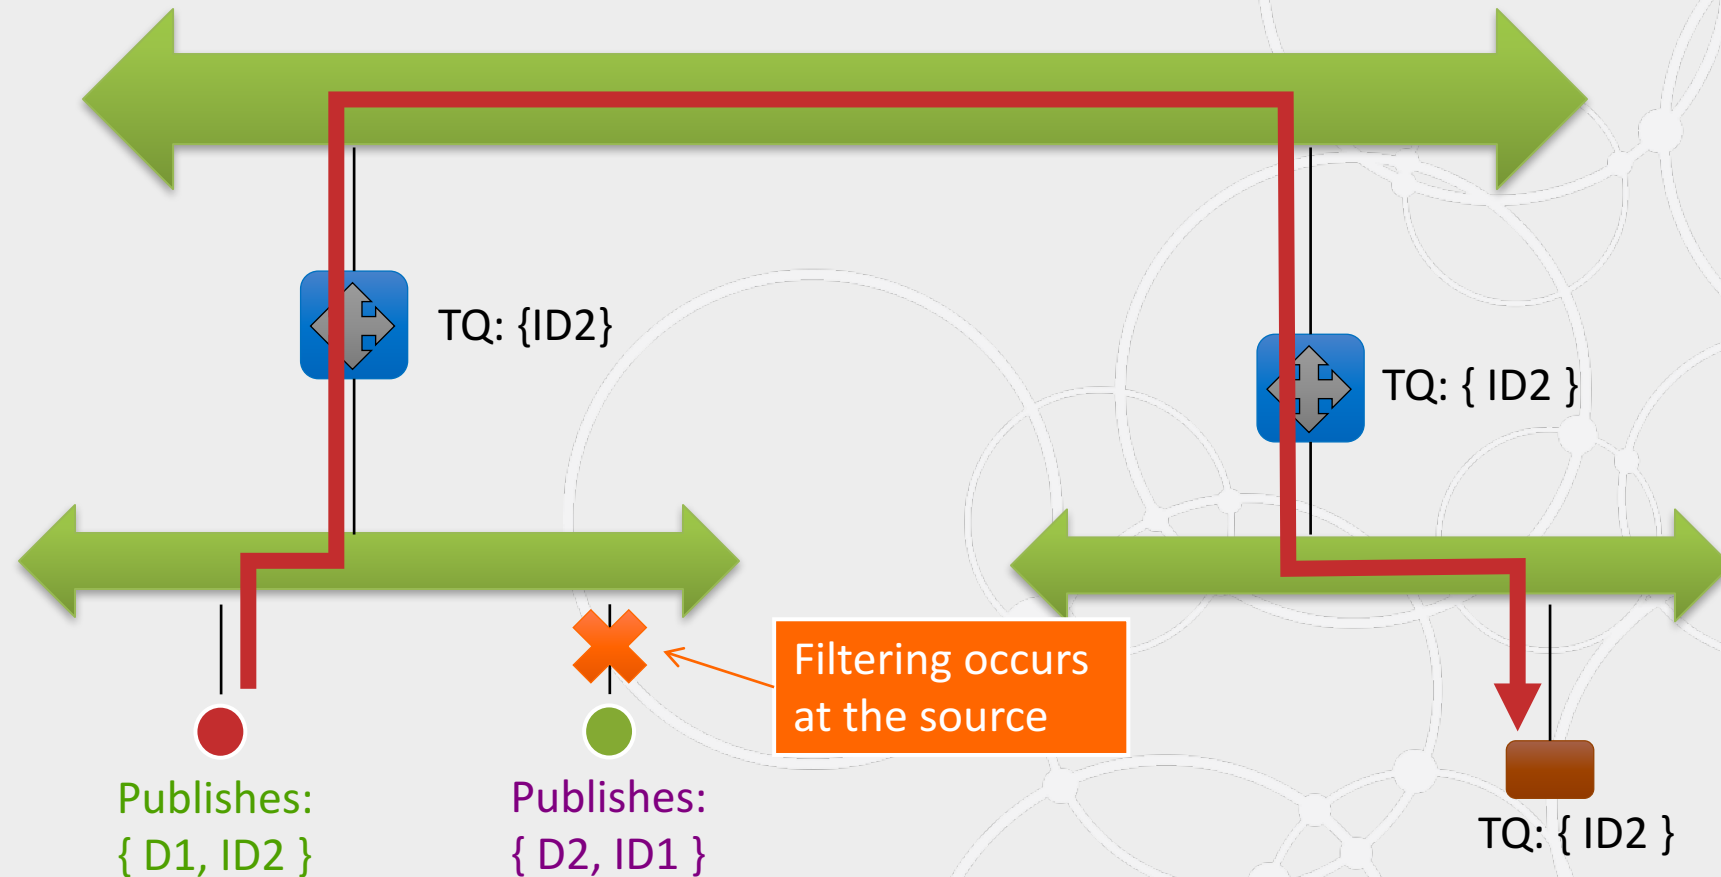 TQ: {ID2}
TQ: { ID2 }
Filtering occurs
at the source
Publishes:
{ D1, ID2 }
Publishes:
{ D2, ID1 }
TQ: { ID2 }